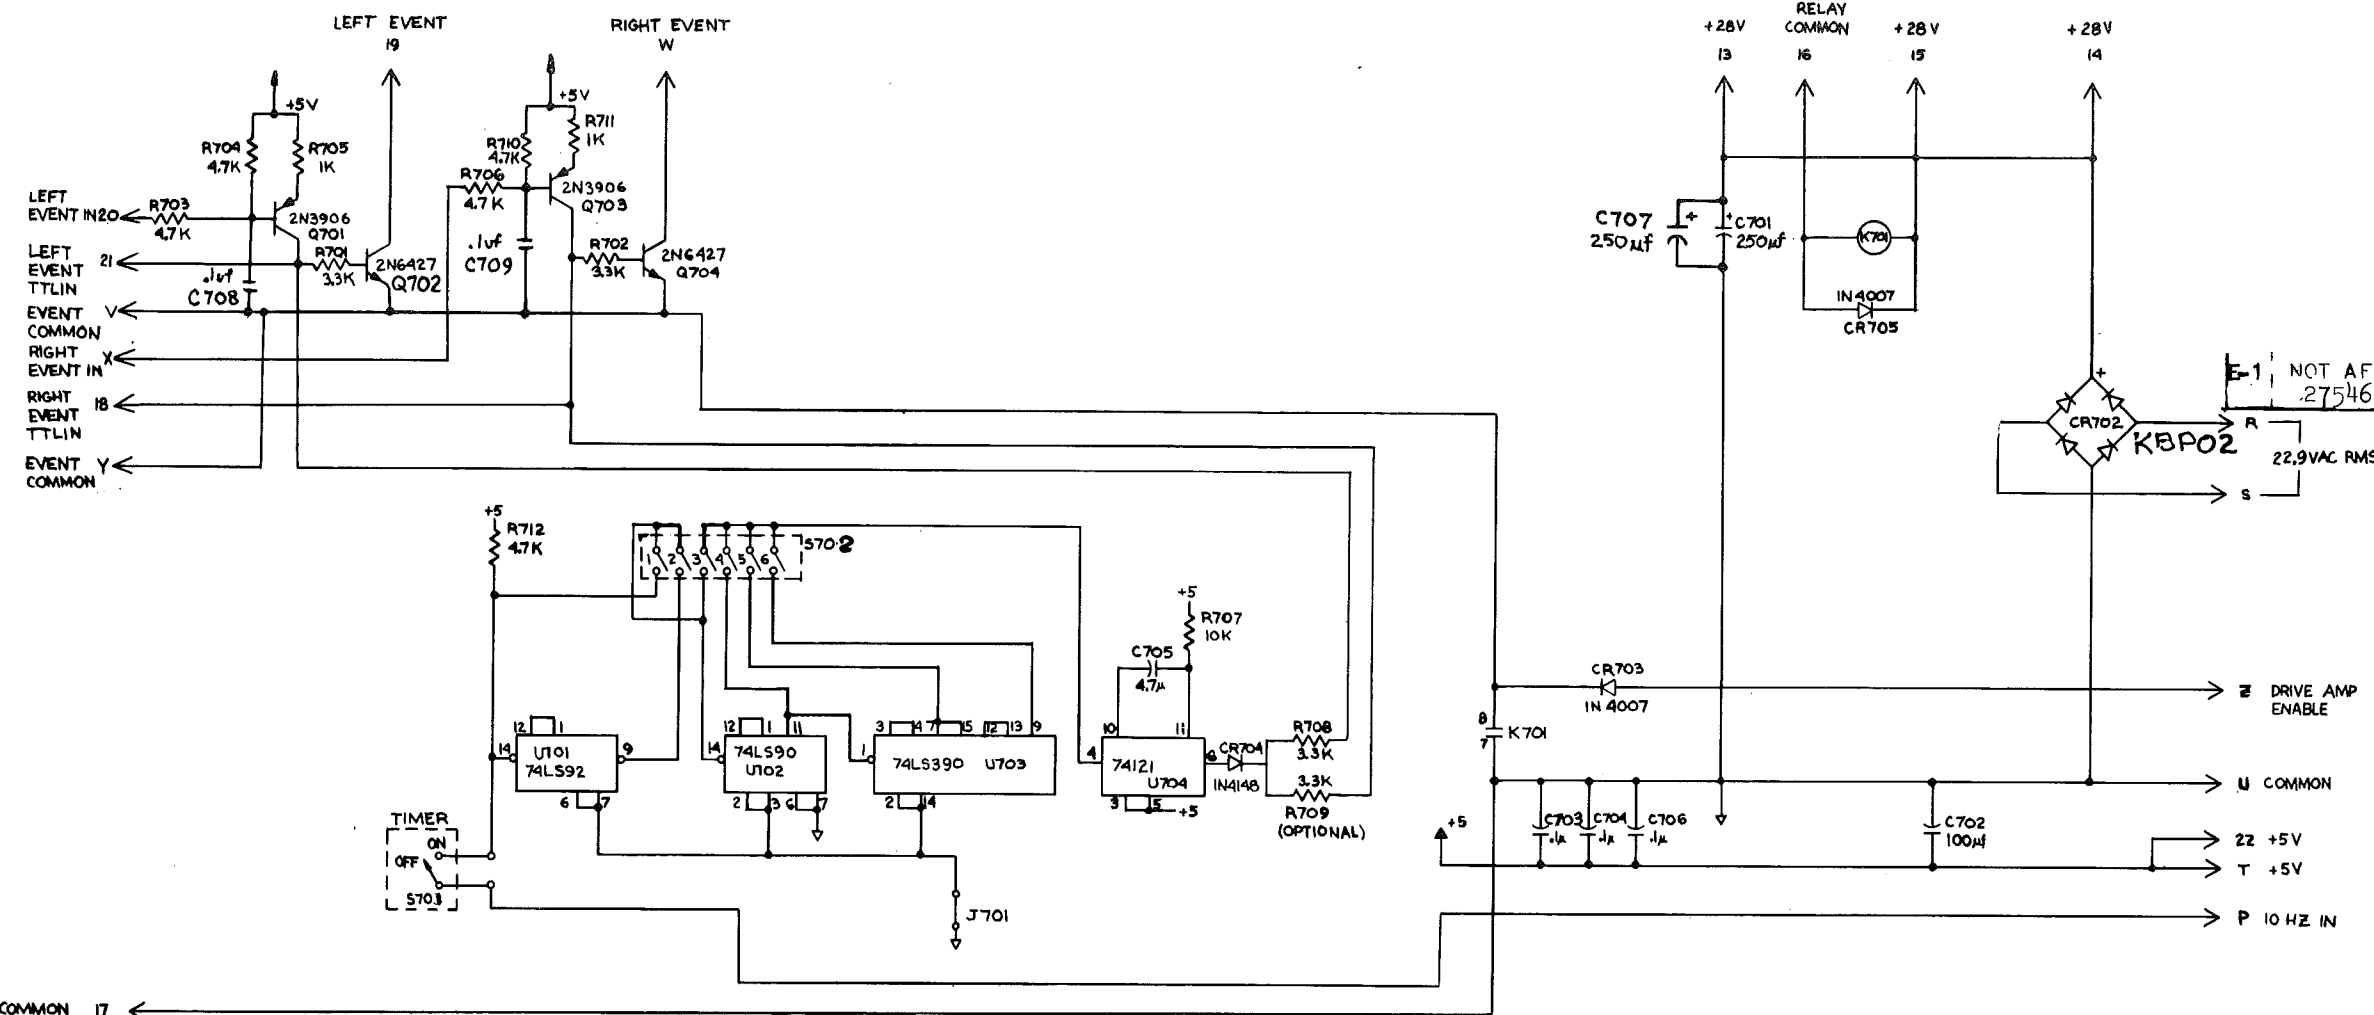 LEFT EVENT
19
RIGHT EVENT
W
+28V
13
RELAY
COMMON
16
+28V
15
+28V
14
+5V
R704
4.7K
R705
1K
+5V
R710
4.7K
R711
1K
LEFT
EVENT IN 20
R703
4.7K
2N3906
Q701
R706
4.7K
2N3906
Q703
LEFT
EVENT
TTLIN
21
R701
3.3K
2N6427
Q702
.1uf
C708
.1uf
C709
R702
3.3K
2N6427
Q704
EVENT
COMMON
V
RIGHT
EVENT IN
X
RIGHT
EVENT
TTLIN
18
EVENT
COMMON
Y
C707
250µf
+
+
C701
250µf
K701
IN4007
CR705
+
CR702
KBP02
E-1
NOT AF
27546
R
22.9VAC RMS
S
+5
R712
4.7K
1 2 3 4 5 6
S702
+5
R707
10K
C705
4.7µ
12 1
14
U701
74LS92
9
6 7
12 1 11
14
74LS90
U702
2 3 6 7
3 4 7 15 12 13 9
1
74LS390 U703
2 14
10 11
4
74121
U704
6
3 5
+5
CR704
IN4148
R708
3.3K
3.3K
R709
(OPTIONAL)
TIMER
ON
OFF
S703
J701
CR703
IN 4007
8
7
K701
Z DRIVE AMP
ENABLE
U COMMON
+5
C703
.1µ
C704
.1µ
C706
.1µ
C702
100µf
22 +5V
T +5V
P 10 HZ IN
COMMON 17